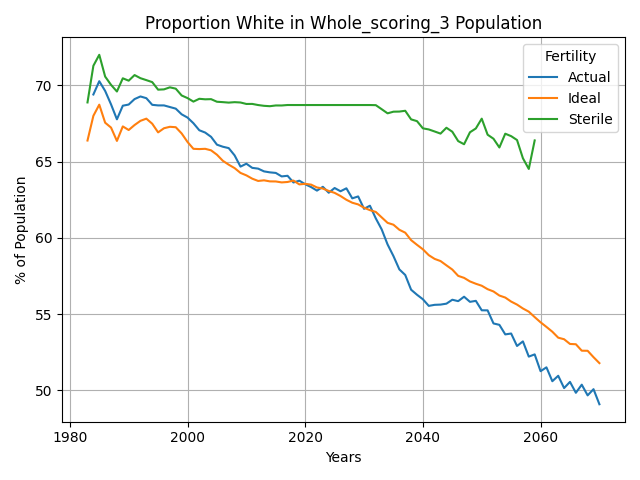 Proportion White in Whole_scoring_3 Population
Fertility
Actual
Ideal
Sterile
% of Population
70
65
60
55
50
1980
2000
2020
2040
2060
Years